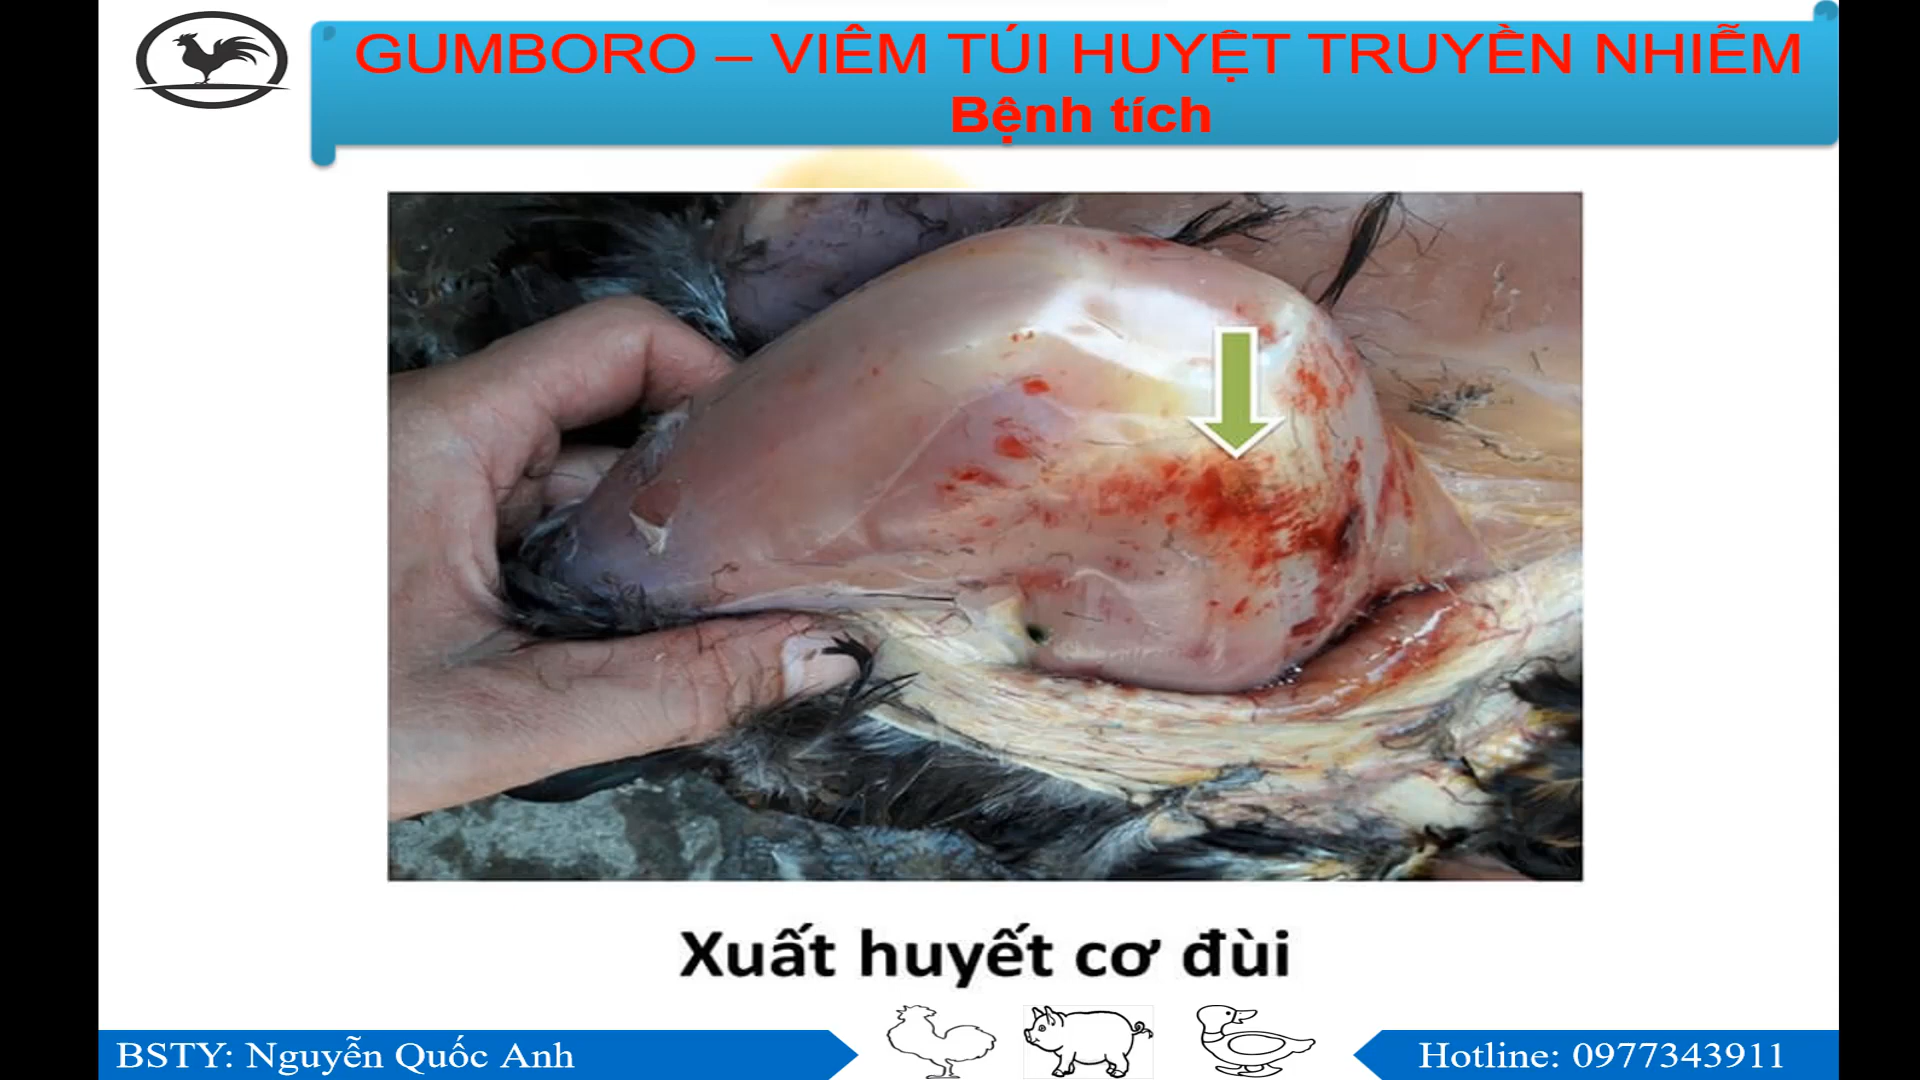 GUMBORO – VIÊM TÚI HUYỆT TRUYỀN NHIỄM
Bệnh tích
Xuất huyết cơ đùi
BSTY: Nguyễn Quốc Anh
Hotline: 0977343911